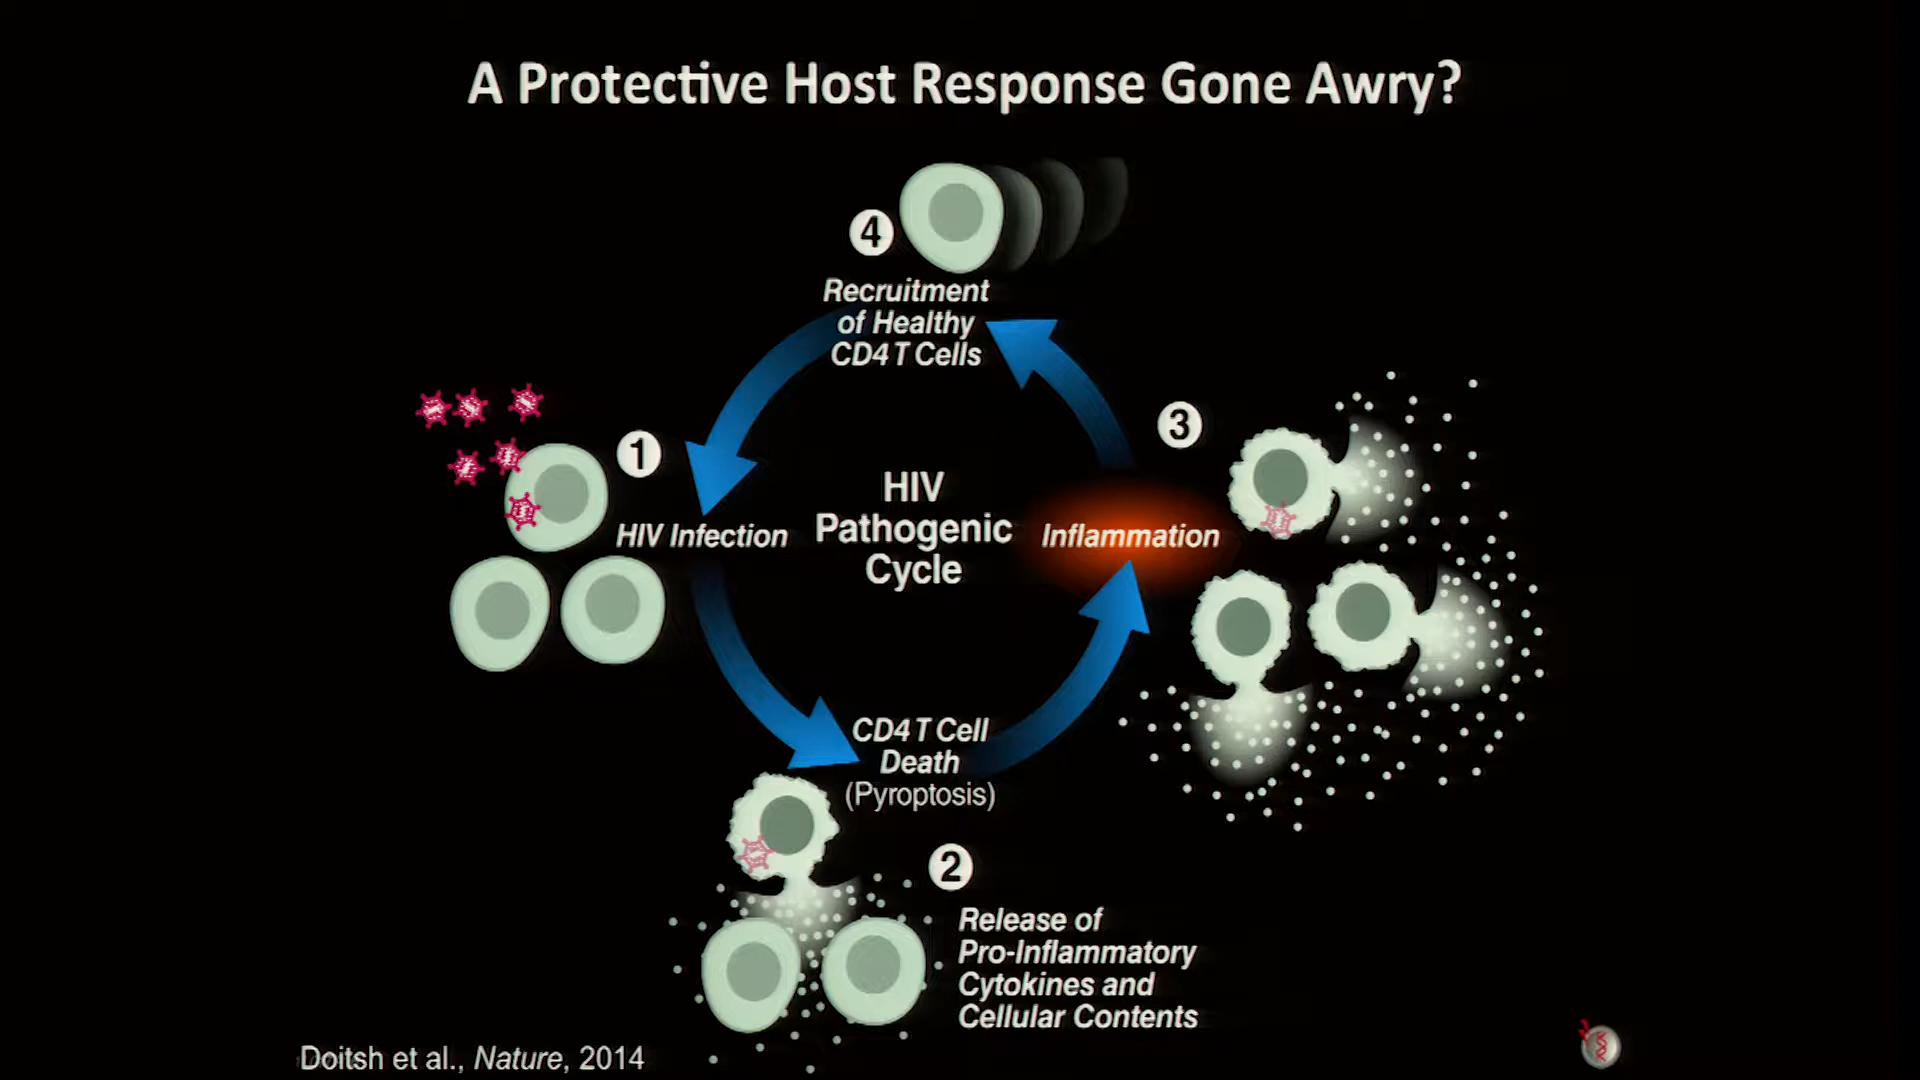 A Protective Host Response Gone Awry?
4
Recruitment
of Healthy
CD4 T Cells
1
HIV Infection
HIV
Pathogenic
Cycle
3
Inflammation
CD4 T Cell
Death
(Pyroptosis)
2
Release of
Pro-Inflammatory
Cytokines and
Cellular Contents
Doitsh et al., Nature, 2014